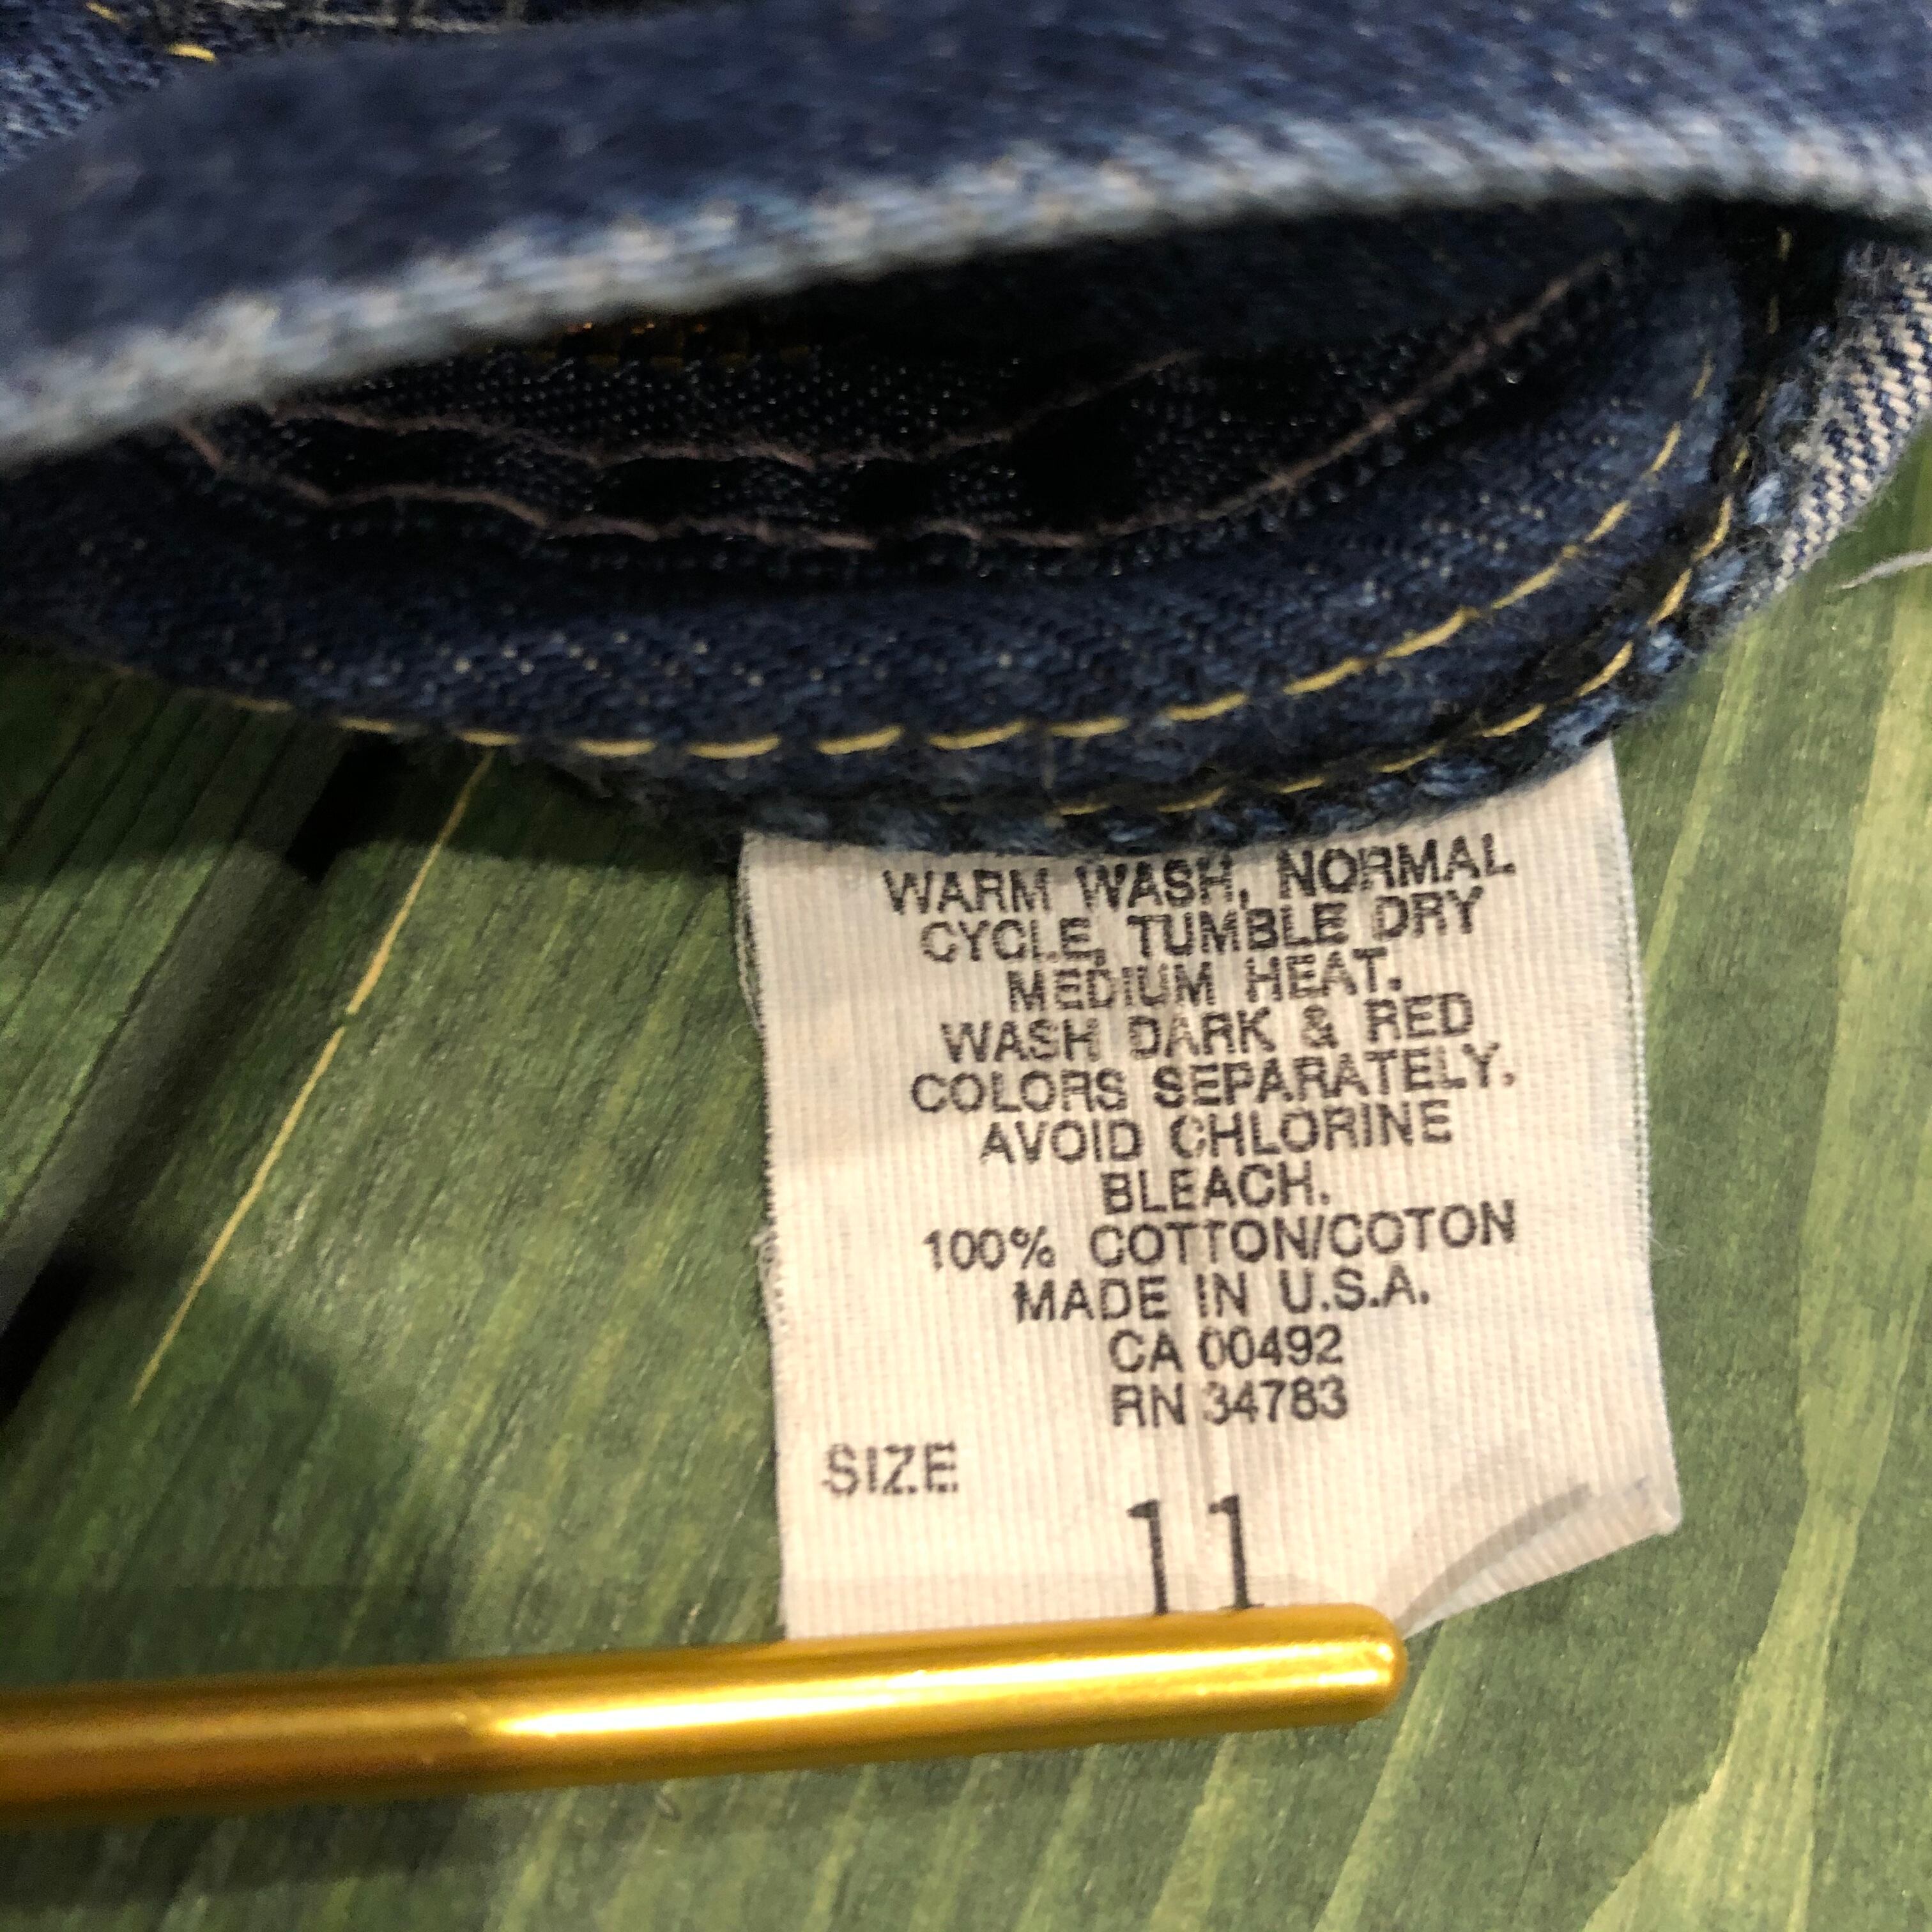 WARM WASH, NORMAL
CYCLE, TUMBLE DRY
MEDIUM HEAT.
WASH DARK & RED
COLORS SEPARATELY.
AVOID CHLORINE
BLEACH.
100% COTTON/COTON
MADE IN U.S.A.
CA 00492
RN 34783
SIZE
11